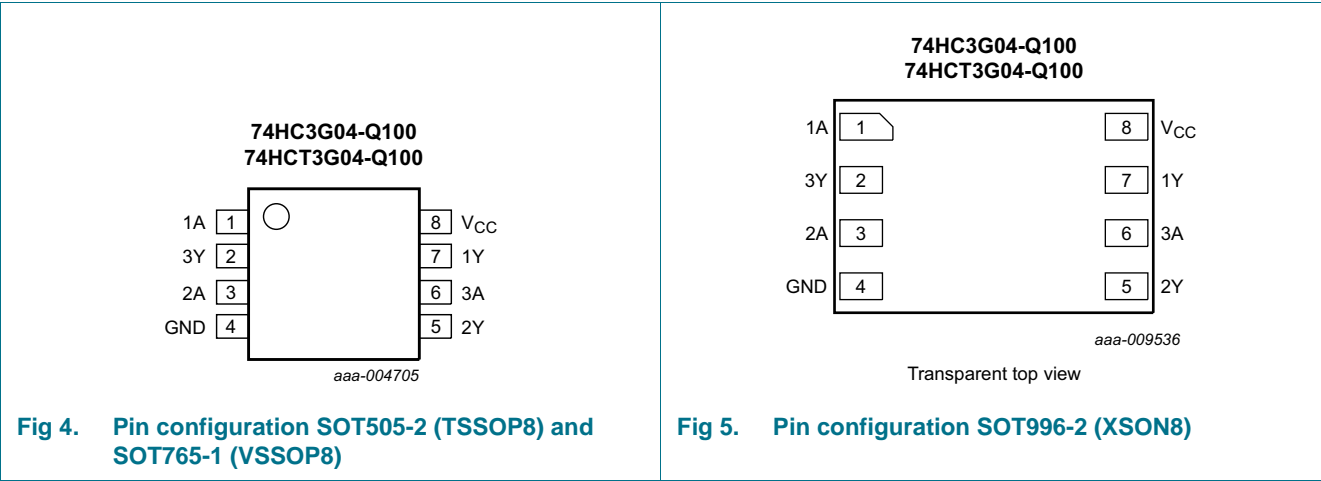 74HC3G04-Q100
74HCT3G04-Q100
1A 1 8 VCC
3Y 2 7 1Y
2A 3 6 3A
GND 4 5 2Y
aaa-004705
Fig 4. Pin configuration SOT505-2 (TSSOP8) and
SOT765-1 (VSSOP8)
74HC3G04-Q100
74HCT3G04-Q100
1A 1 8 VCC
3Y 2 7 1Y
2A 3 6 3A
GND 4 5 2Y
aaa-009536
Transparent top view
Fig 5. Pin configuration SOT996-2 (XSON8)